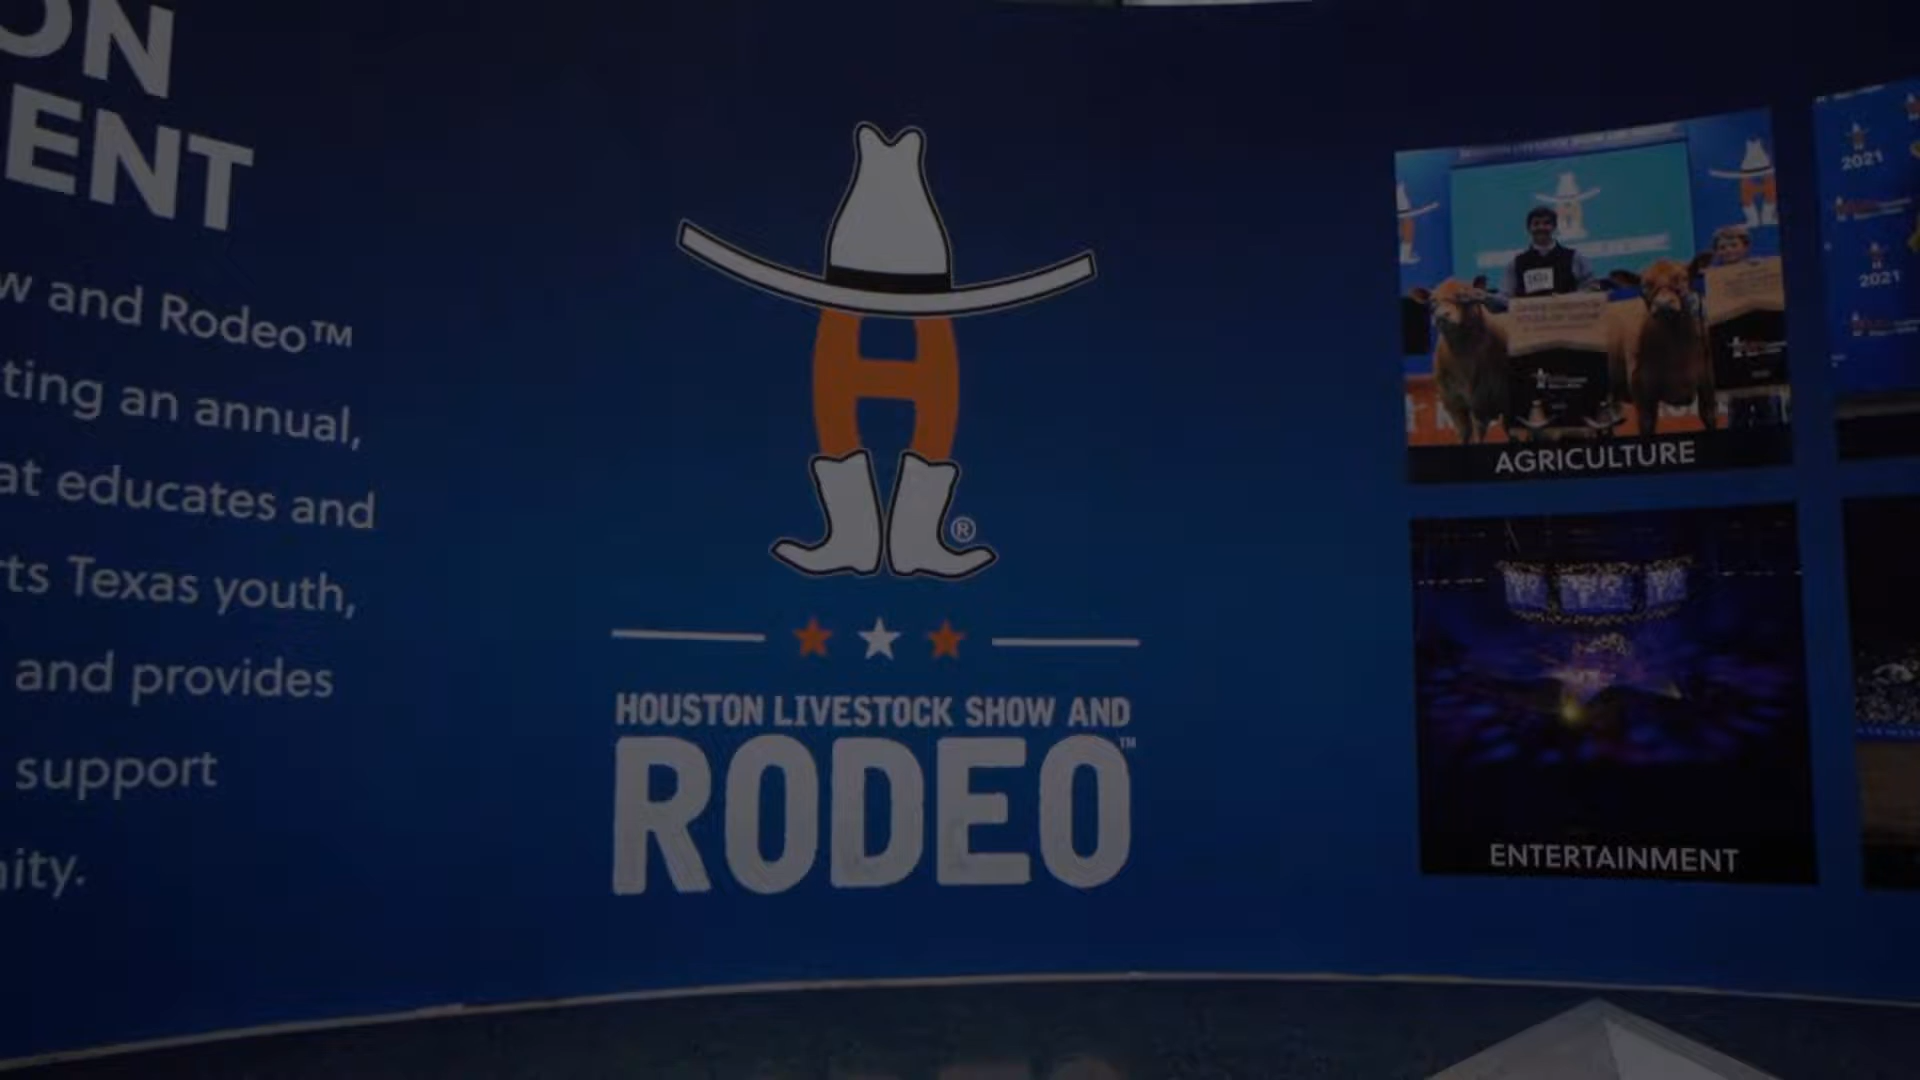 ON
ENT
w and Rodeo™
ting an annual,
at educates and
rts Texas youth,
and provides
support
nity.
H
®
HOUSTON LIVESTOCK SHOW AND
RODEO™
AGRICULTURE
ENTERTAINMENT
2021
2021